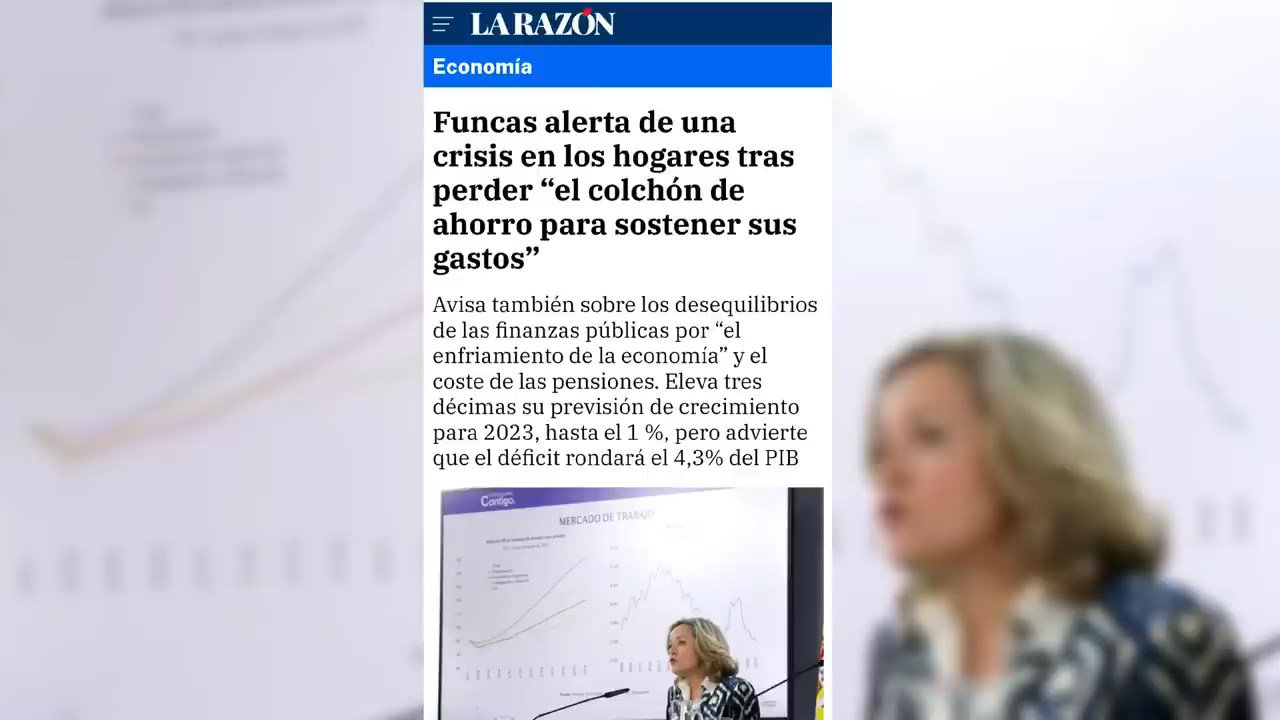 LA RAZÓN
Economía
Funcas alerta de una
crisis en los hogares tras
perder “el colchón de
ahorro para sostener sus
gastos”
Avisa también sobre los desequilibrios
de las finanzas públicas por “el
enfriamiento de la economía” y el
coste de las pensiones. Eleva tres
décimas su previsión de crecimiento
para 2023, hasta el 1 %, pero advierte
que el déficit rondará el 4,3% del PIB
Contigo.
MERCADO DE TRABAJO